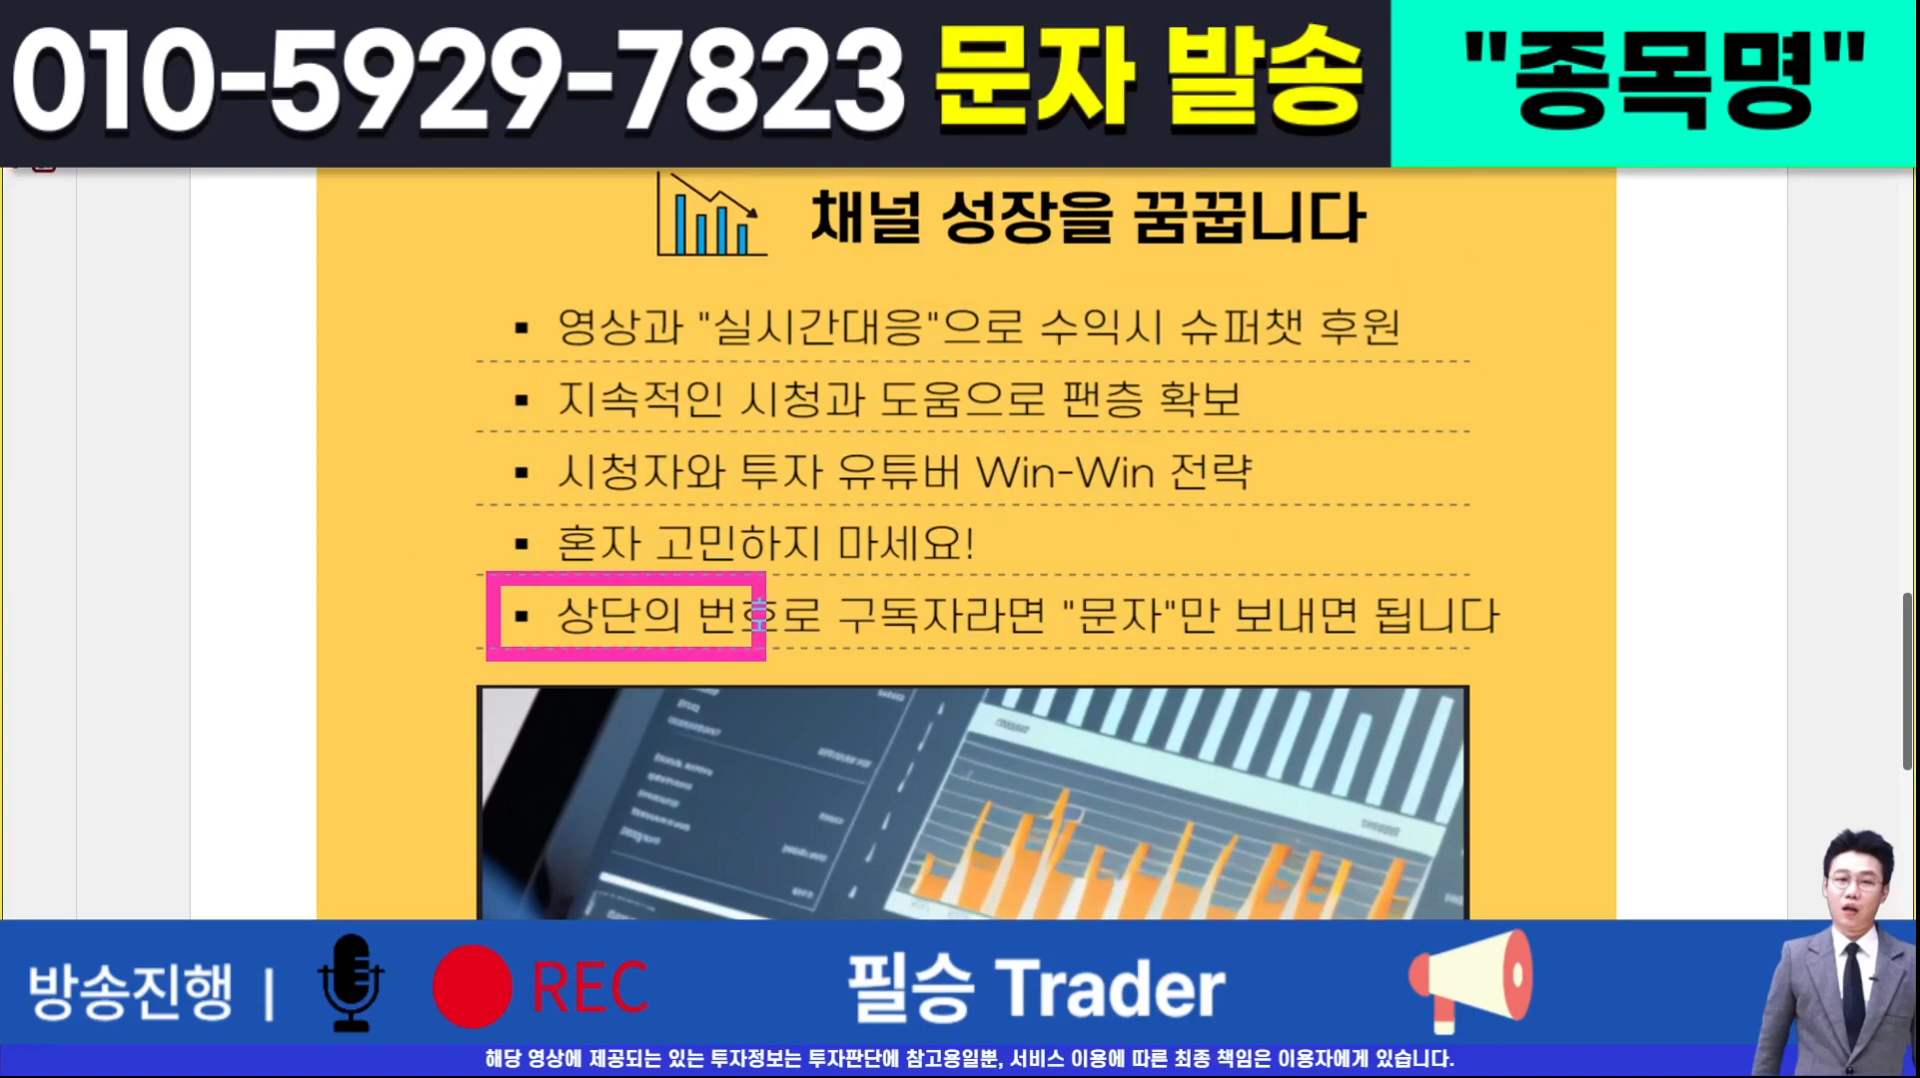 010-5929-7823 문자 발송 "종목명"
채널 성장을 꿈꿉니다
▪ 영상과 "실시간대응"으로 수익시 슈퍼챗 후원
▪ 지속적인 시청과 도움으로 팬층 확보
▪ 시청자와 투자 유튜버 Win-Win 전략
▪ 혼자 고민하지 마세요!
▪ 상단의 번호로 구독자라면 "문자"만 보내면 됩니다
방송진행 | REC 필승 Trader
해당 영상에 제공되는 있는 투자정보는 투자판단에 참고용일뿐, 서비스 이용에 따른 최종 책임은 이용자에게 있습니다.